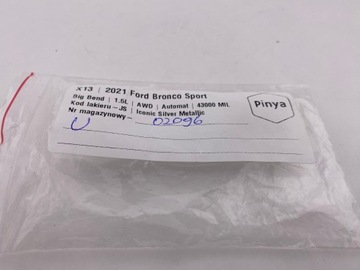 x13 | 2021 Ford Bronco Sport
Big Bend | 1.5L | AWD | Automat | 43000 MIL
Kod lakieru – JS | Iconic Silver Metallic
Nr magazynowy – 02096
U
Pinya